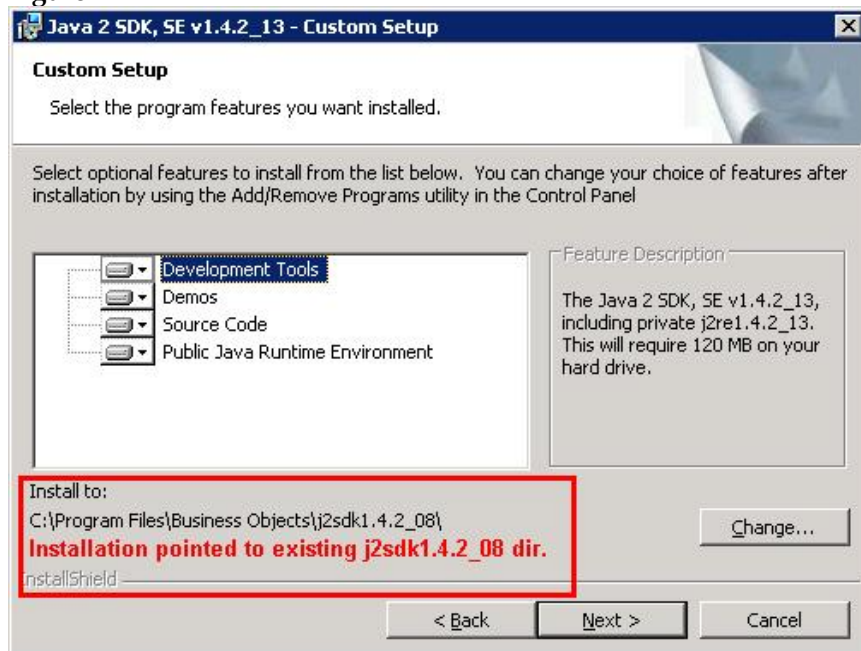 Java 2 SDK, SE v1.4.2_13 - Custom Setup
Custom Setup
Select the program features you want installed.
Select optional features to install from the list below. You can change your choice of features after
installation by using the Add/Remove Programs utility in the Control Panel
Development Tools
Demos
Source Code
Public Java Runtime Environment
Feature Description
The Java 2 SDK, SE v1.4.2_13,
including private j2re1.4.2_13.
This will require 120 MB on your
hard drive.
Install to:
C:\Program Files\Business Objects\j2sdk1.4.2_08\
Change...
Installation pointed to existing j2sdk1.4.2_08 dir.
InstallShield
< Back
Next >
Cancel